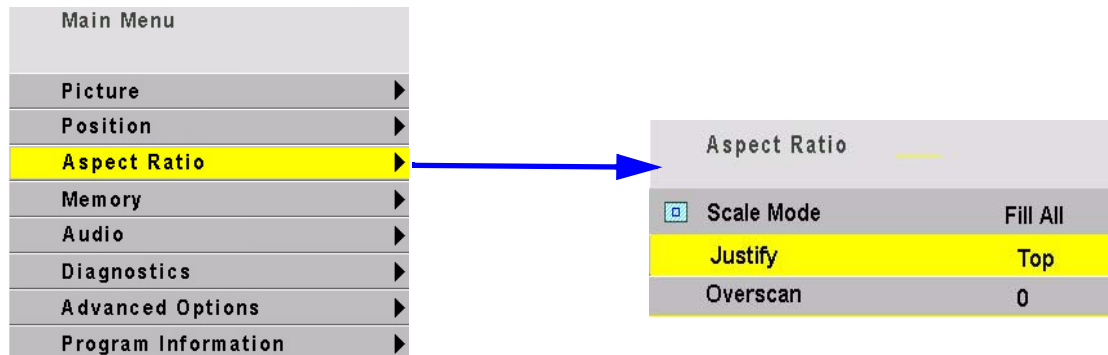 Main Menu
Picture
Position
Aspect Ratio
Memory
Audio
Diagnostics
Advanced Options
Program Information
Aspect Ratio
Scale Mode Fill All
Justify Top
Overscan 0